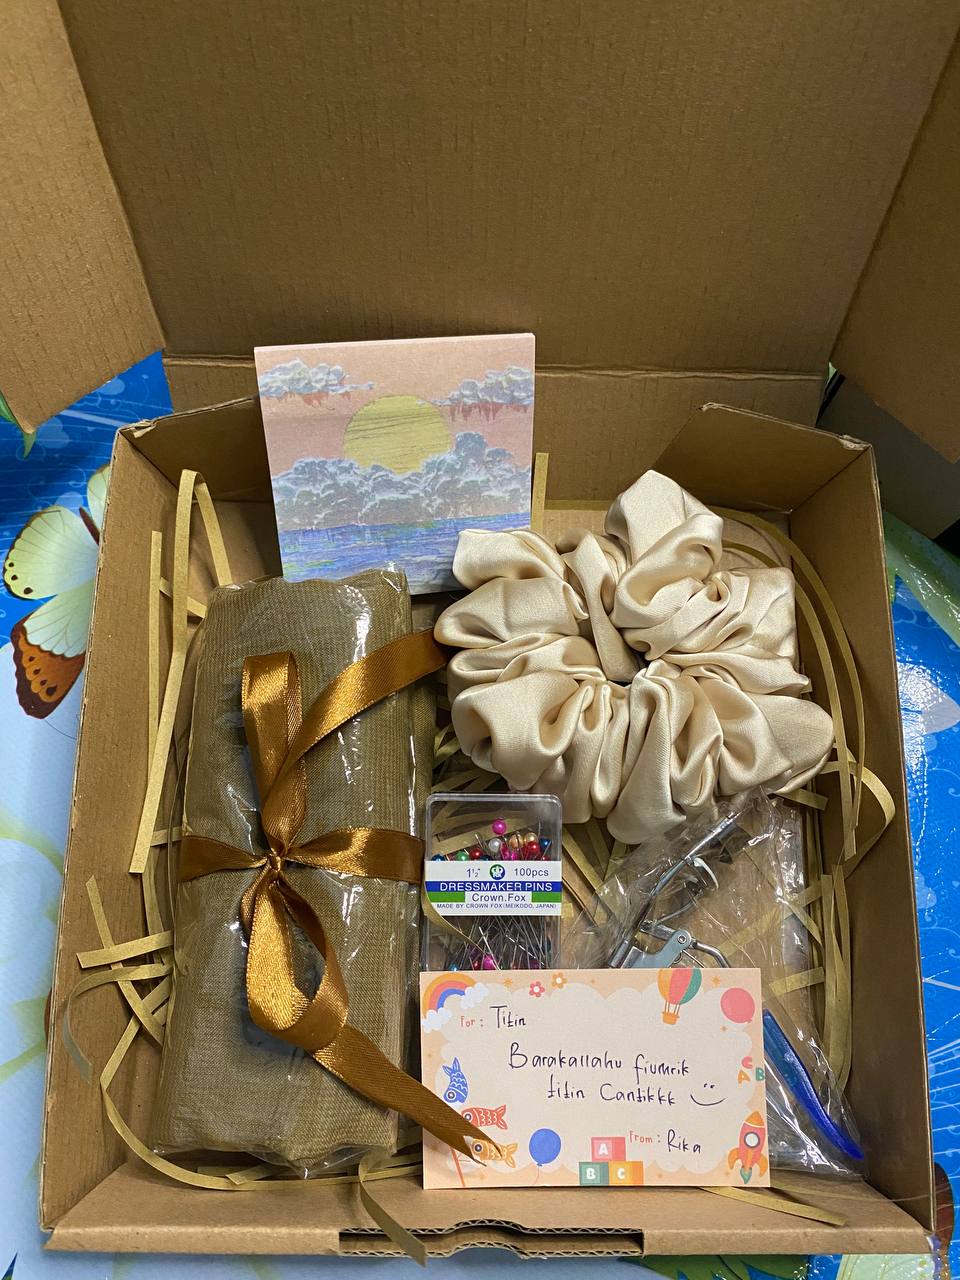 1½" 100pcs
DRESSMAKER PINS
Crown.Fox
MADE BY CROWN FOX(MEIKODO, JAPAN)
For: Titin
Barakallahu fiumrik
titin Cantikkk
From: Rika
A
B C
A B C